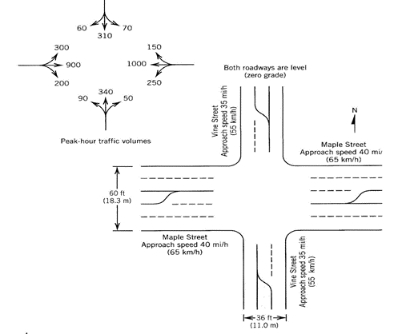 60
70
310
300
150
900
1000
200
250
340
90
50
Peak-hour traffic volumes
Both roadways are level
(zero grade)
Vine Street
Approach speed 35 mi/h
(55 km/h)
N
Maple Street
Approach speed 40 mi/h
(65 km/h)
60 ft
(18.3 m)
Maple Street
Approach speed 40 mi/h
(65 km/h)
Vine Street
Approach speed 35 mi/h
(55 km/h)
36 ft
(11.0 m)